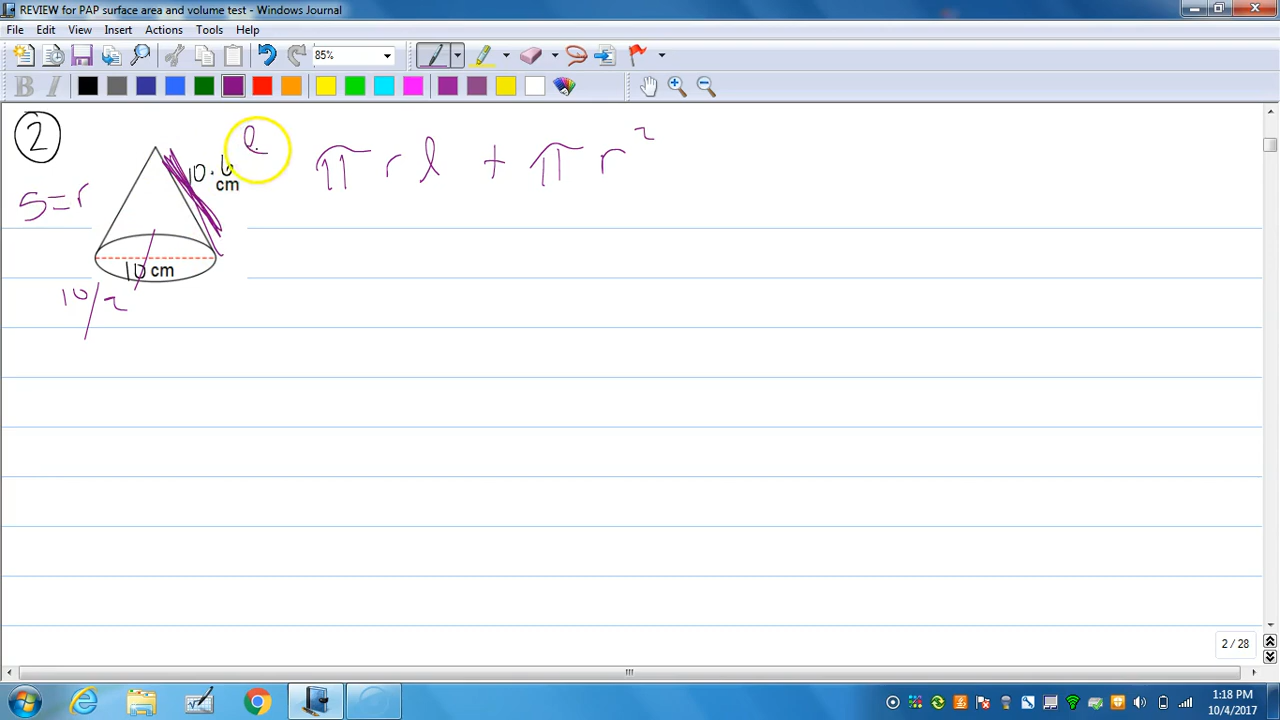 REVIEW for PAP surface area and volume test - Windows Journal
File Edit View Insert Actions Tools Help
85%
B I
2
l
10.6 cm
π r l + π r²
5=r
10 cm
10/2
2 / 28
1:18 PM
10/4/2017